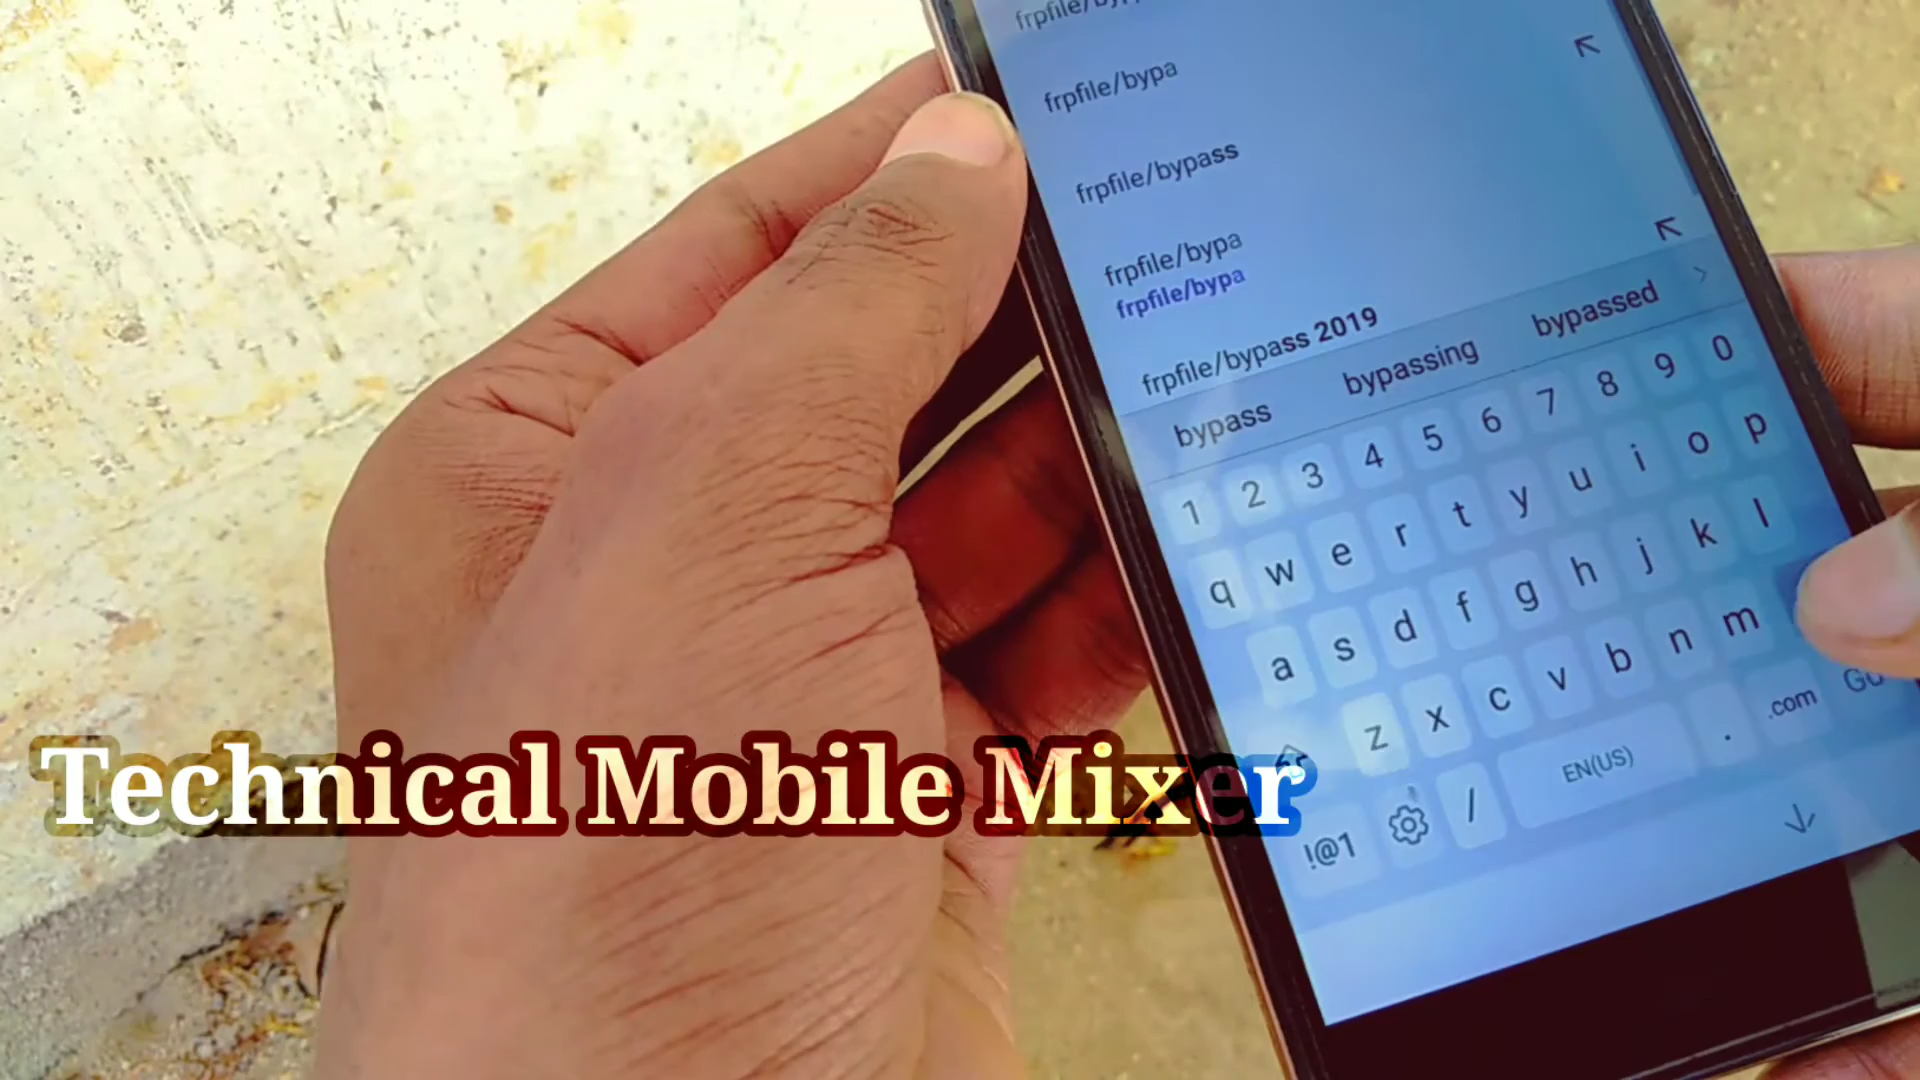 frpfile/bypa
frpfile/bypass
frpfile/bypa
frpfile/bypa
frpfile/bypass 2019
bypass bypassing bypassed
1 2 3 4 5 6 7 8 9 0
q w e r t y u i o p
a s d f g h j k l
z x c v b n m
!@1 / EN(US) . .com Go
Technical Mobile Mixer